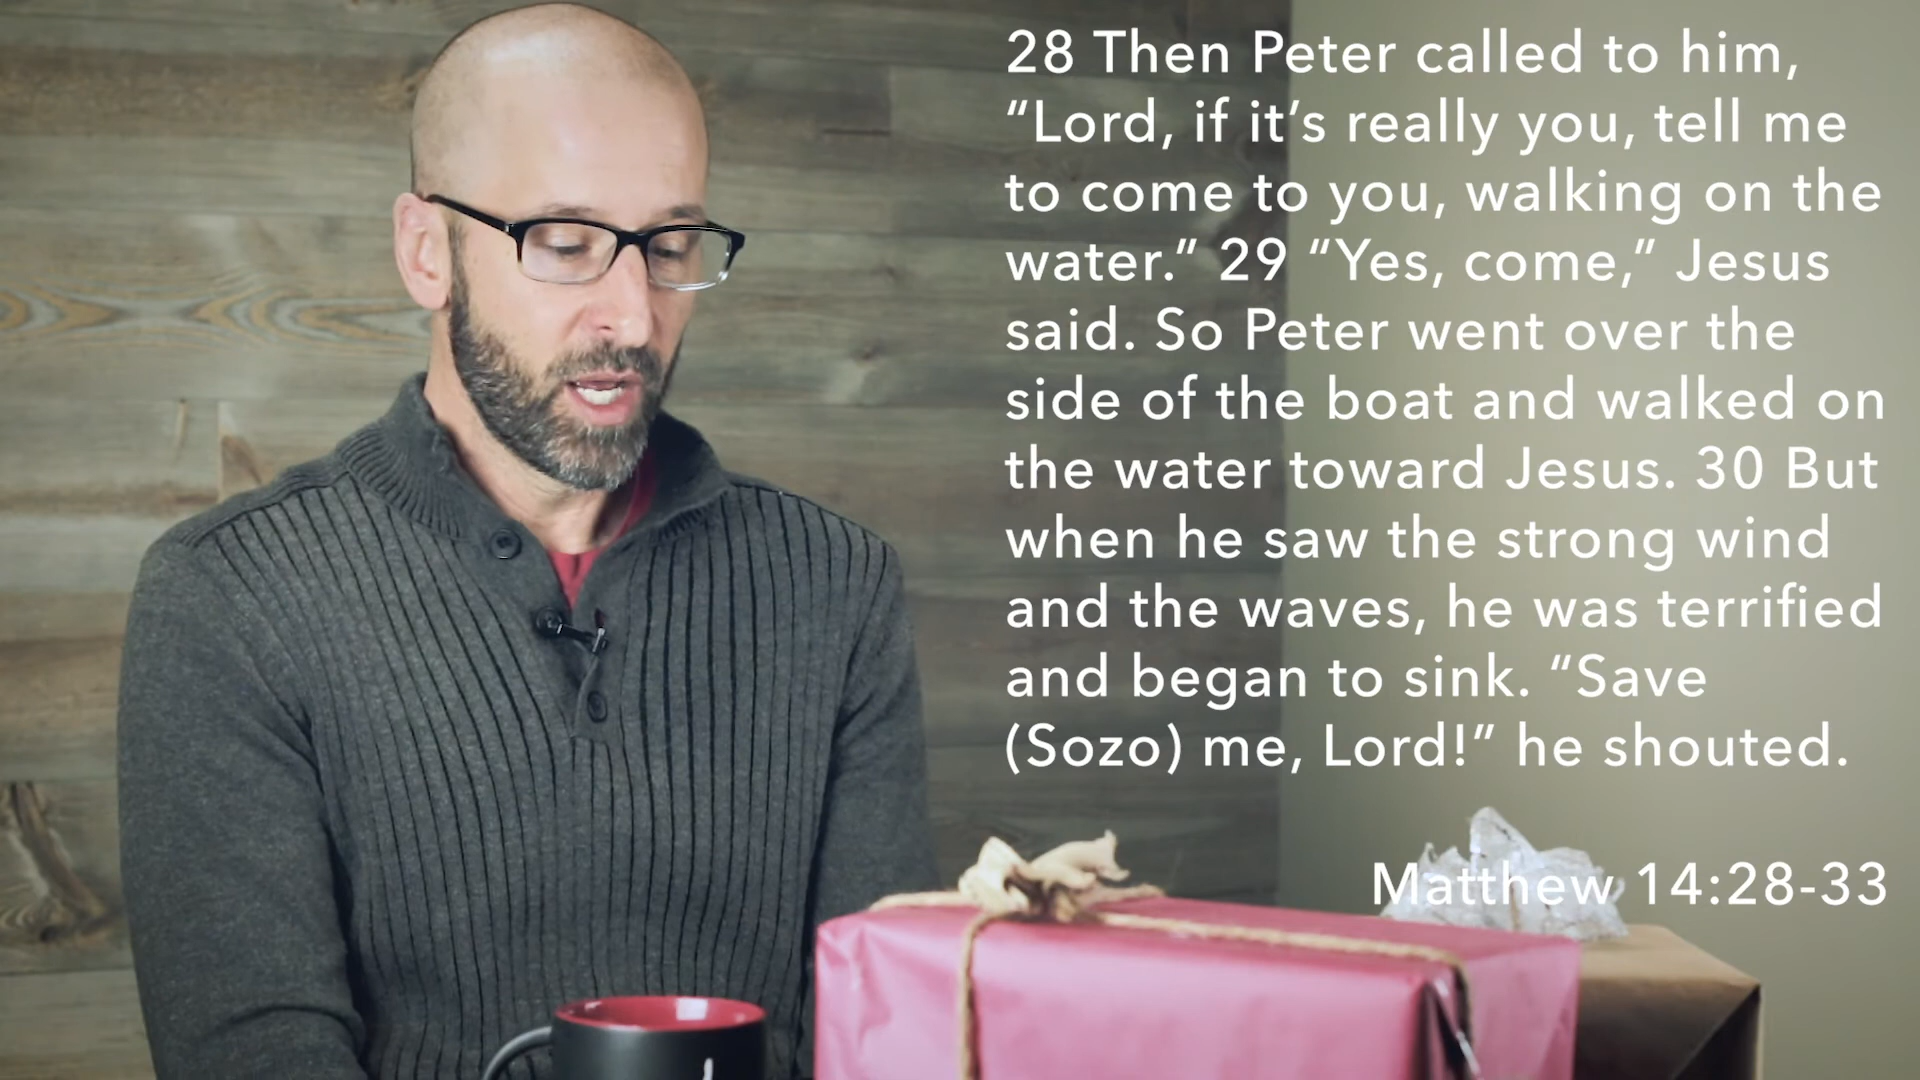 28 Then Peter called to him,
“Lord, if it’s really you, tell me
to come to you, walking on the
water.” 29 “Yes, come,” Jesus
said. So Peter went over the
side of the boat and walked on
the water toward Jesus. 30 But
when he saw the strong wind
and the waves, he was terrified
and began to sink. “Save
(Sozo) me, Lord!” he shouted.
Matthew 14:28-33